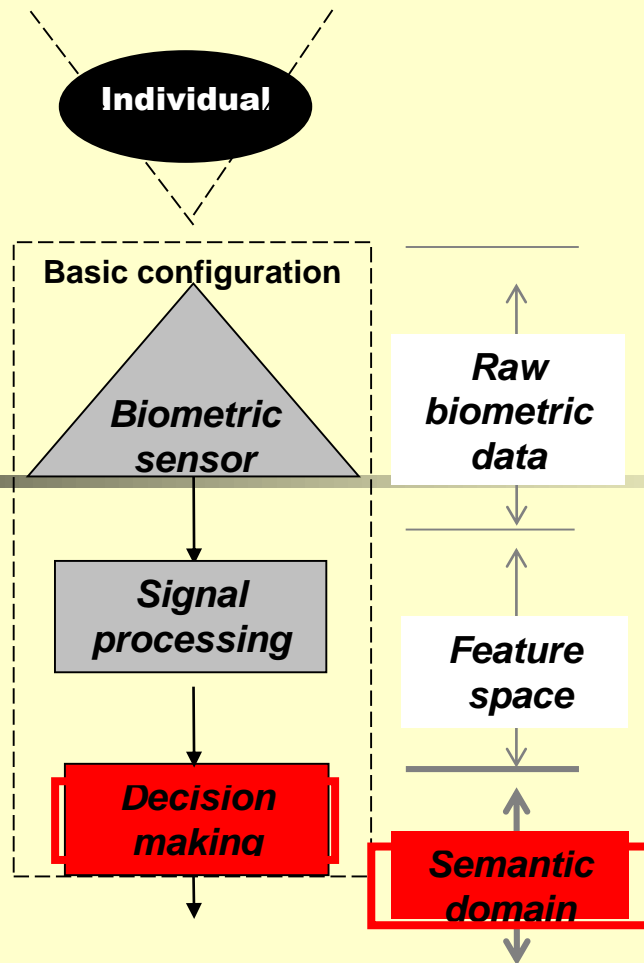 Individual
Basic configuration
Biometric
sensor
Raw
biometric
data
Signal
processing
Feature
space
Decision
making
Semantic
domain